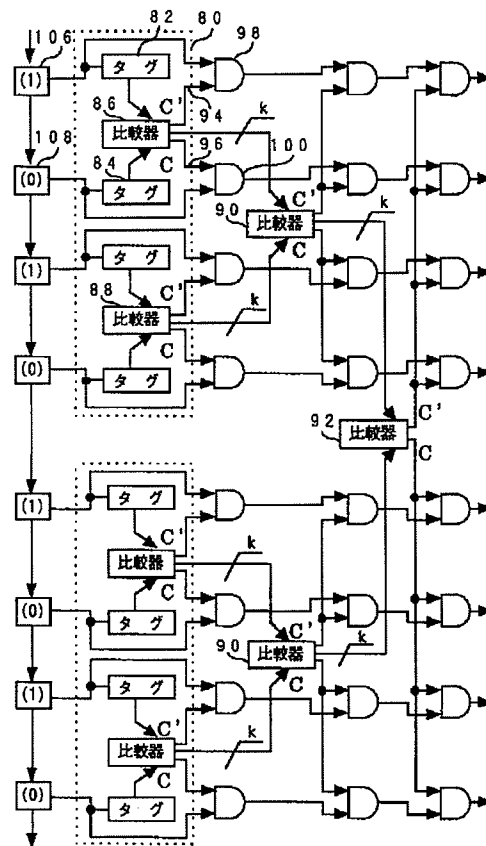 106
82
80
98
(1)
タグ
C'
94
86
比較器
k
108
96
C
100
(0)
84
タグ
C'
90
比較器
k
(1)
タグ
C
C'
88
比較器
k
C
(0)
タグ
92
比較器
C'
C
(1)
タグ
C'
比較器
k
C
(0)
タグ
C'
90
比較器
k
(1)
タグ
C
C'
比較器
k
C
(0)
タグ